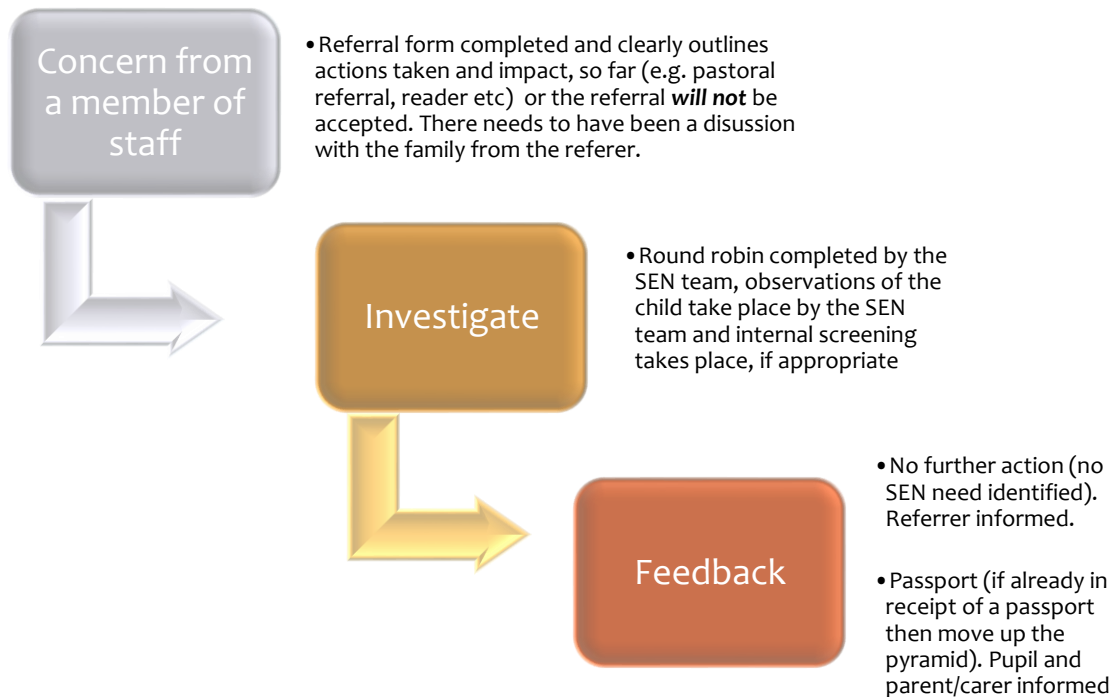 Concern from
a member of
staff
•Referral form completed and clearly outlines
actions taken and impact, so far (e.g. pastoral
referral, reader etc)  or the referral will not be
accepted. There needs to have been a disussion
with the family from the referer.
Investigate
•Round robin completed by the
SEN team, observations of the
child take place by the SEN
team and internal screening
takes place, if appropriate
Feedback
•No further action (no
SEN need identified).
Referrer informed.
•Passport (if already in
receipt of a passport
then move up the
pyramid). Pupil and
parent/carer informed